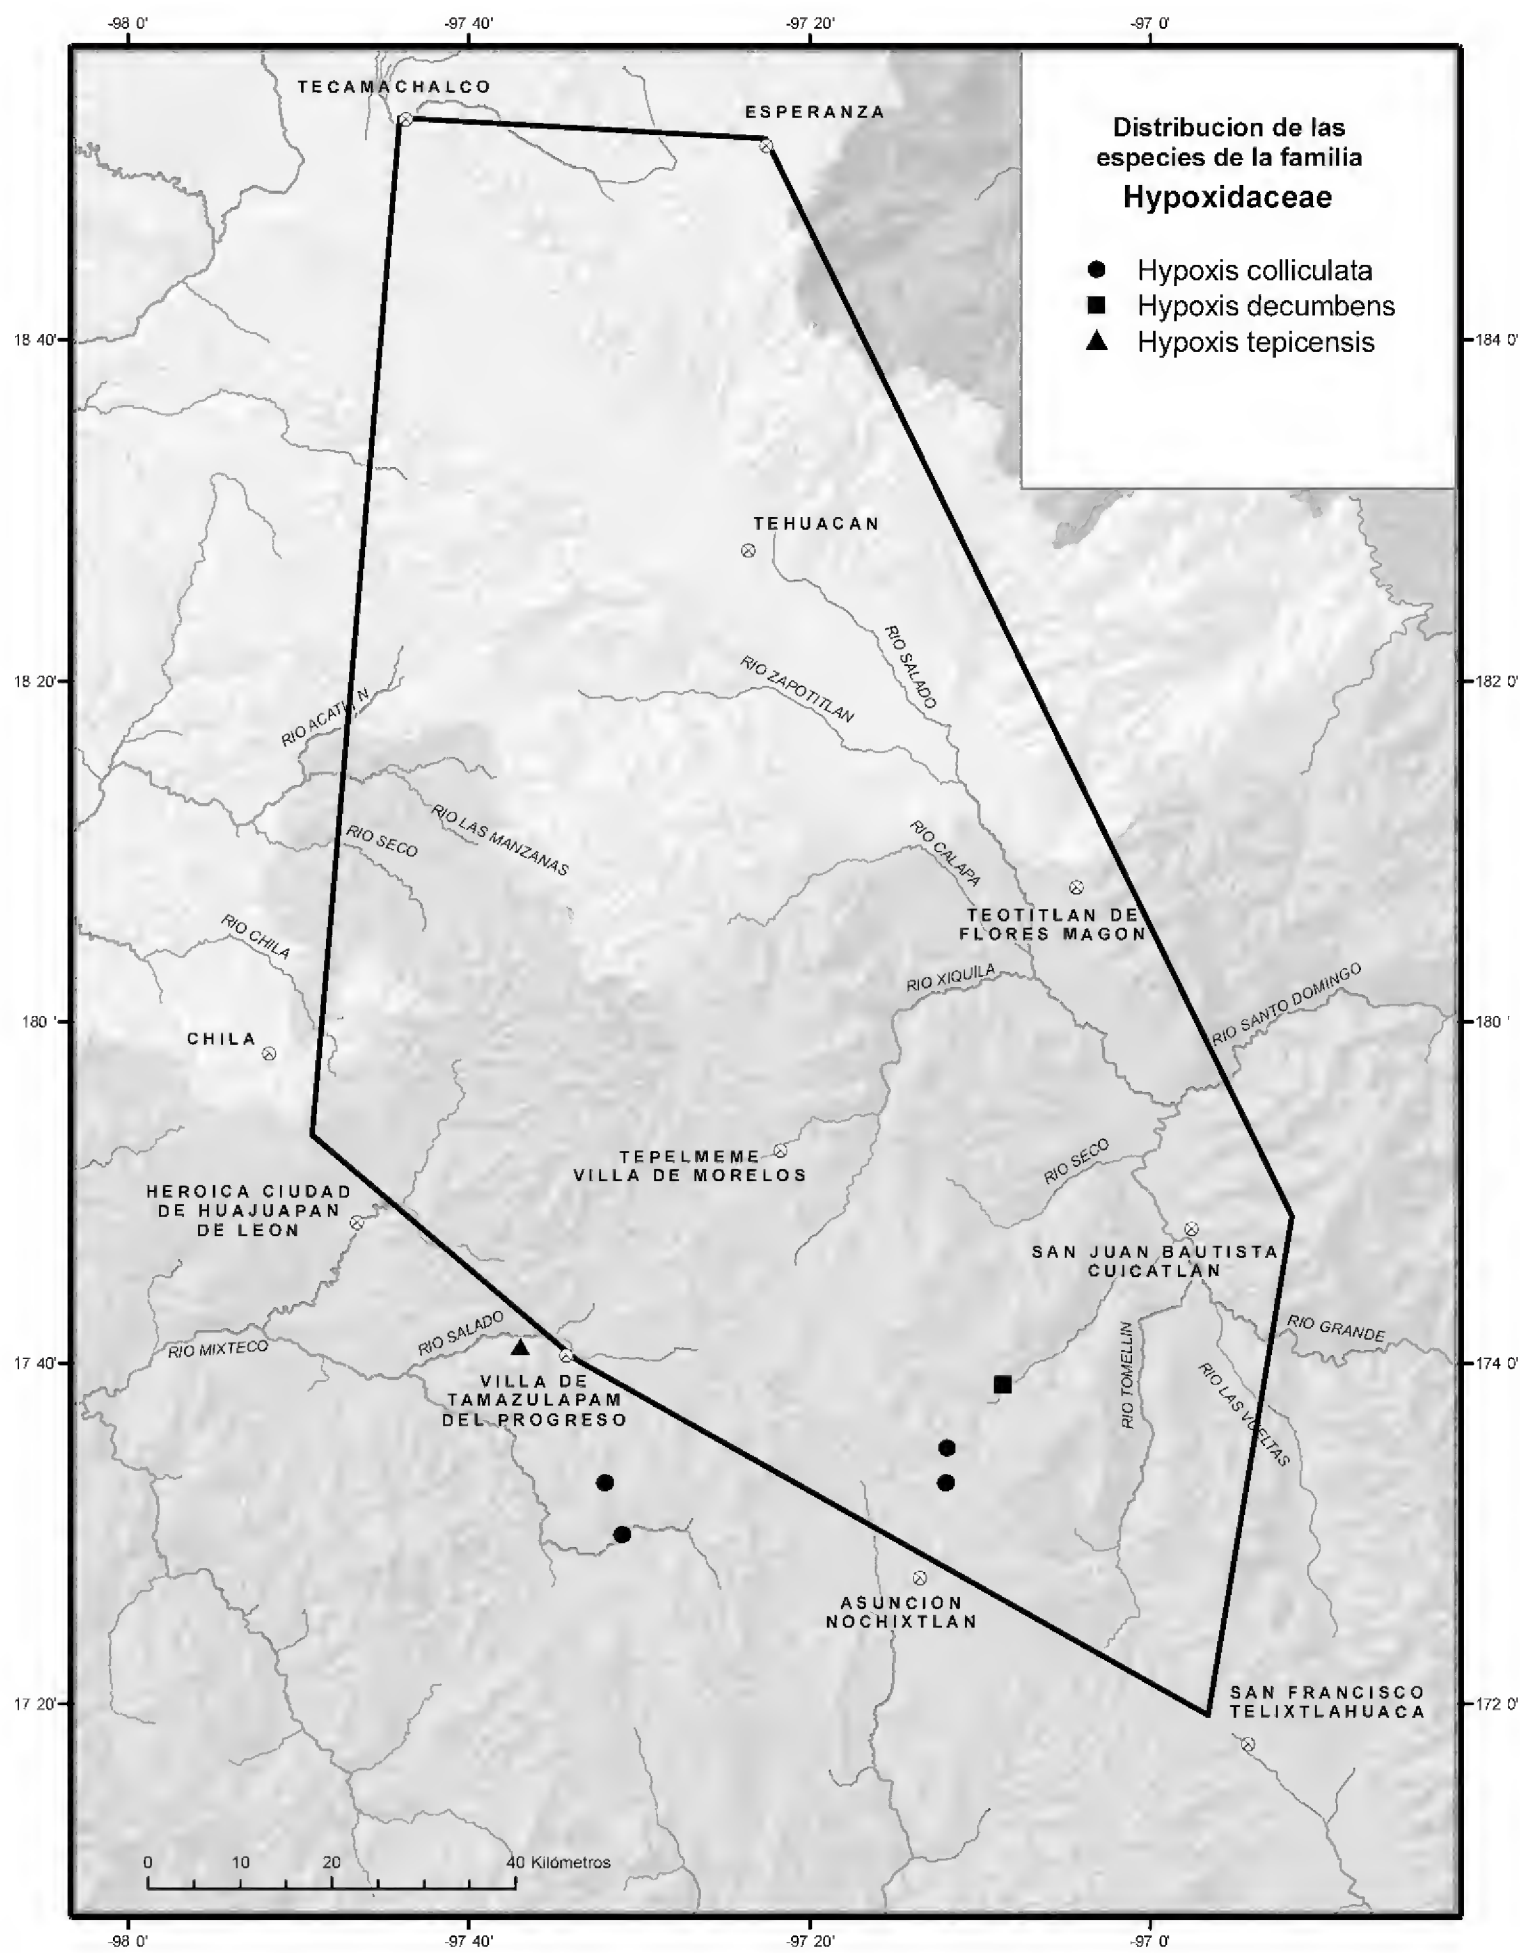 -98 0'
-97 40'
-97 20'
-97 0'
TECAMACHALCO
ESPERANZA
Distribucion de las
especies de la familia
Hypoxidaceae
Hypoxis colliculata
Hypoxis decumbens
Hypoxis tepicensis
18 40'
184 0'
TEHUACAN
RIO SALADO
18 20'
182 0'
RIO ZAPOTITLAN
RIO ACATL N
RIO LAS MANZANAS
RIO SECO
RIO CALAPA
TEOTITLAN DE
FLORES MAGON
RIO CHILA
RIO XIQUILA
RIO SANTO DOMINGO
180 '
180 '
CHILA
TEPELMEME
VILLA DE MORELOS
RIO SECO
HEROICA CIUDAD
DE HUAJUAPAN
DE LEON
SAN JUAN BAUTISTA
CUICATLAN
RIO SALADO
RIO MIXTECO
RIO GRANDE
17 40'
174 0'
VILLA DE
TAMAZULAPAM
DEL PROGRESO
RIO TOMELLIN
RIO LAS VUELTAS
ASUNCION
NOCHIXTLAN
SAN FRANCISCO
TELIXTLAHUACA
17 20'
172 0'
0 10 20 40 Kilómetros
-98 0'
-97 40'
-97 20'
-97 0'